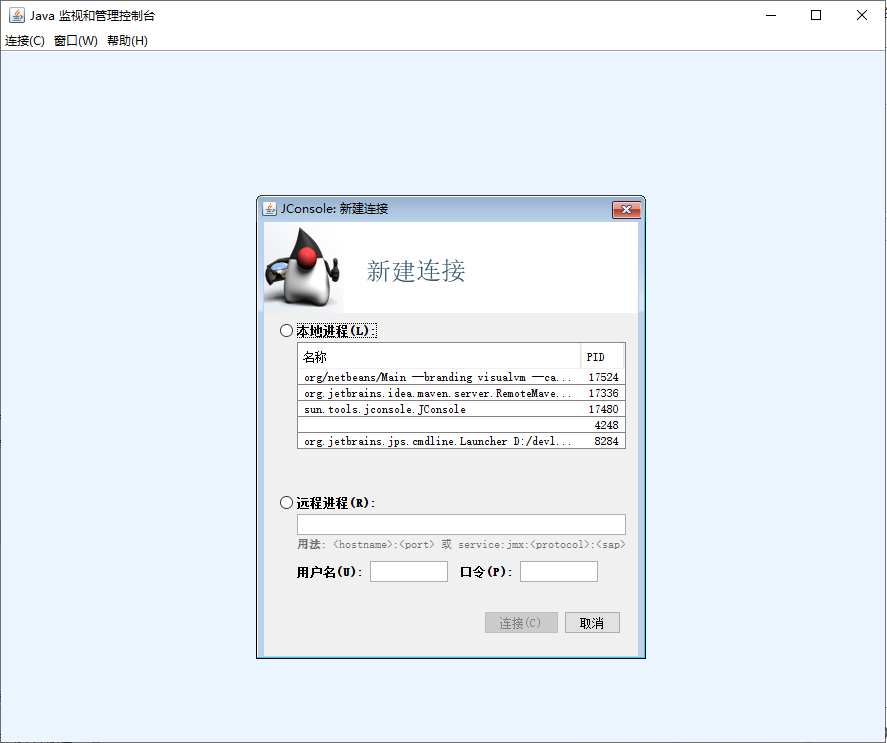 Java 监视和管理控制台
连接(C) 窗口(W) 帮助(H)
JConsole: 新建连接
新建连接
本地进程(L):
名称 PID
org/netbeans/Main --branding visualvm --ca... 17524
org.jetbrains.idea.maven.server.RemoteMave... 17336
sun.tools.jconsole.JConsole 17480
4248
org.jetbrains.jps.cmdline.Launcher D:/devl... 8284
远程进程(R):
用法: <hostname>:<port> 或 service:jmx:<protocol>:<sap>
用户名(U): 口令(P):
连接(C) 取消